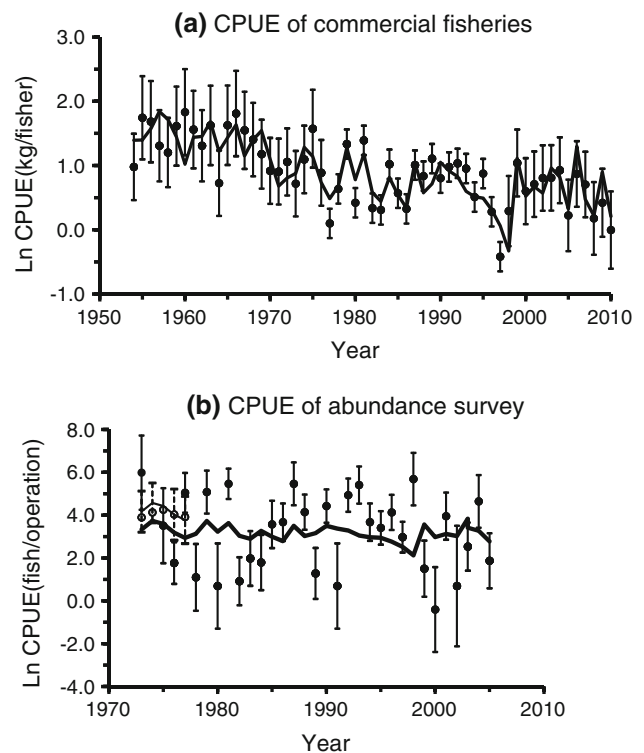 (a) CPUE of commercial fisheries
Ln CPUE(kg/fisher)
3.0
2.0
1.0
0.0
-1.0
1950 1960 1970 1980 1990 2000 2010
Year
(b) CPUE of abundance survey
Ln CPUE(fish/operation)
8.0
6.0
4.0
2.0
0.0
-2.0
-4.0
1970 1980 1990 2000 2010
Year